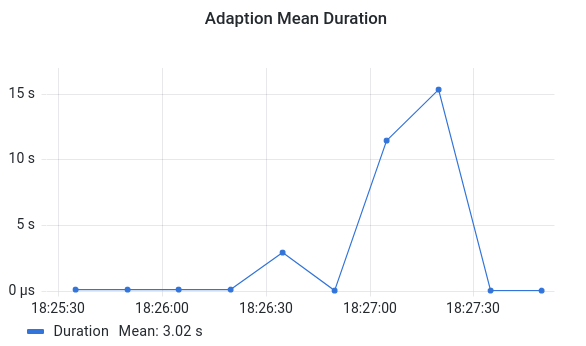 Adaption Mean Duration
15 s
10 s
5 s
0 µs
18:25:30 18:26:00 18:26:30 18:27:00 18:27:30
Duration Mean: 3.02 s